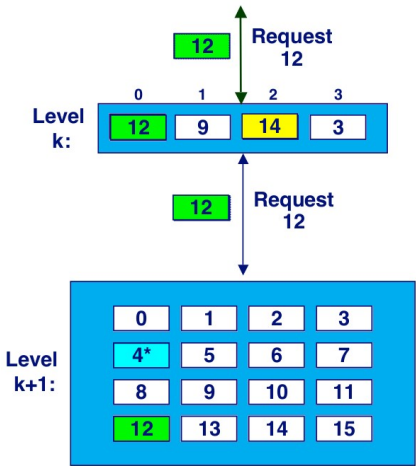 12 Request
12
0 1 2 3
Level
k:
12 9 14 3
12 Request
12
Level
k+1:
0 1 2 3
4* 5 6 7
8 9 10 11
12 13 14 15